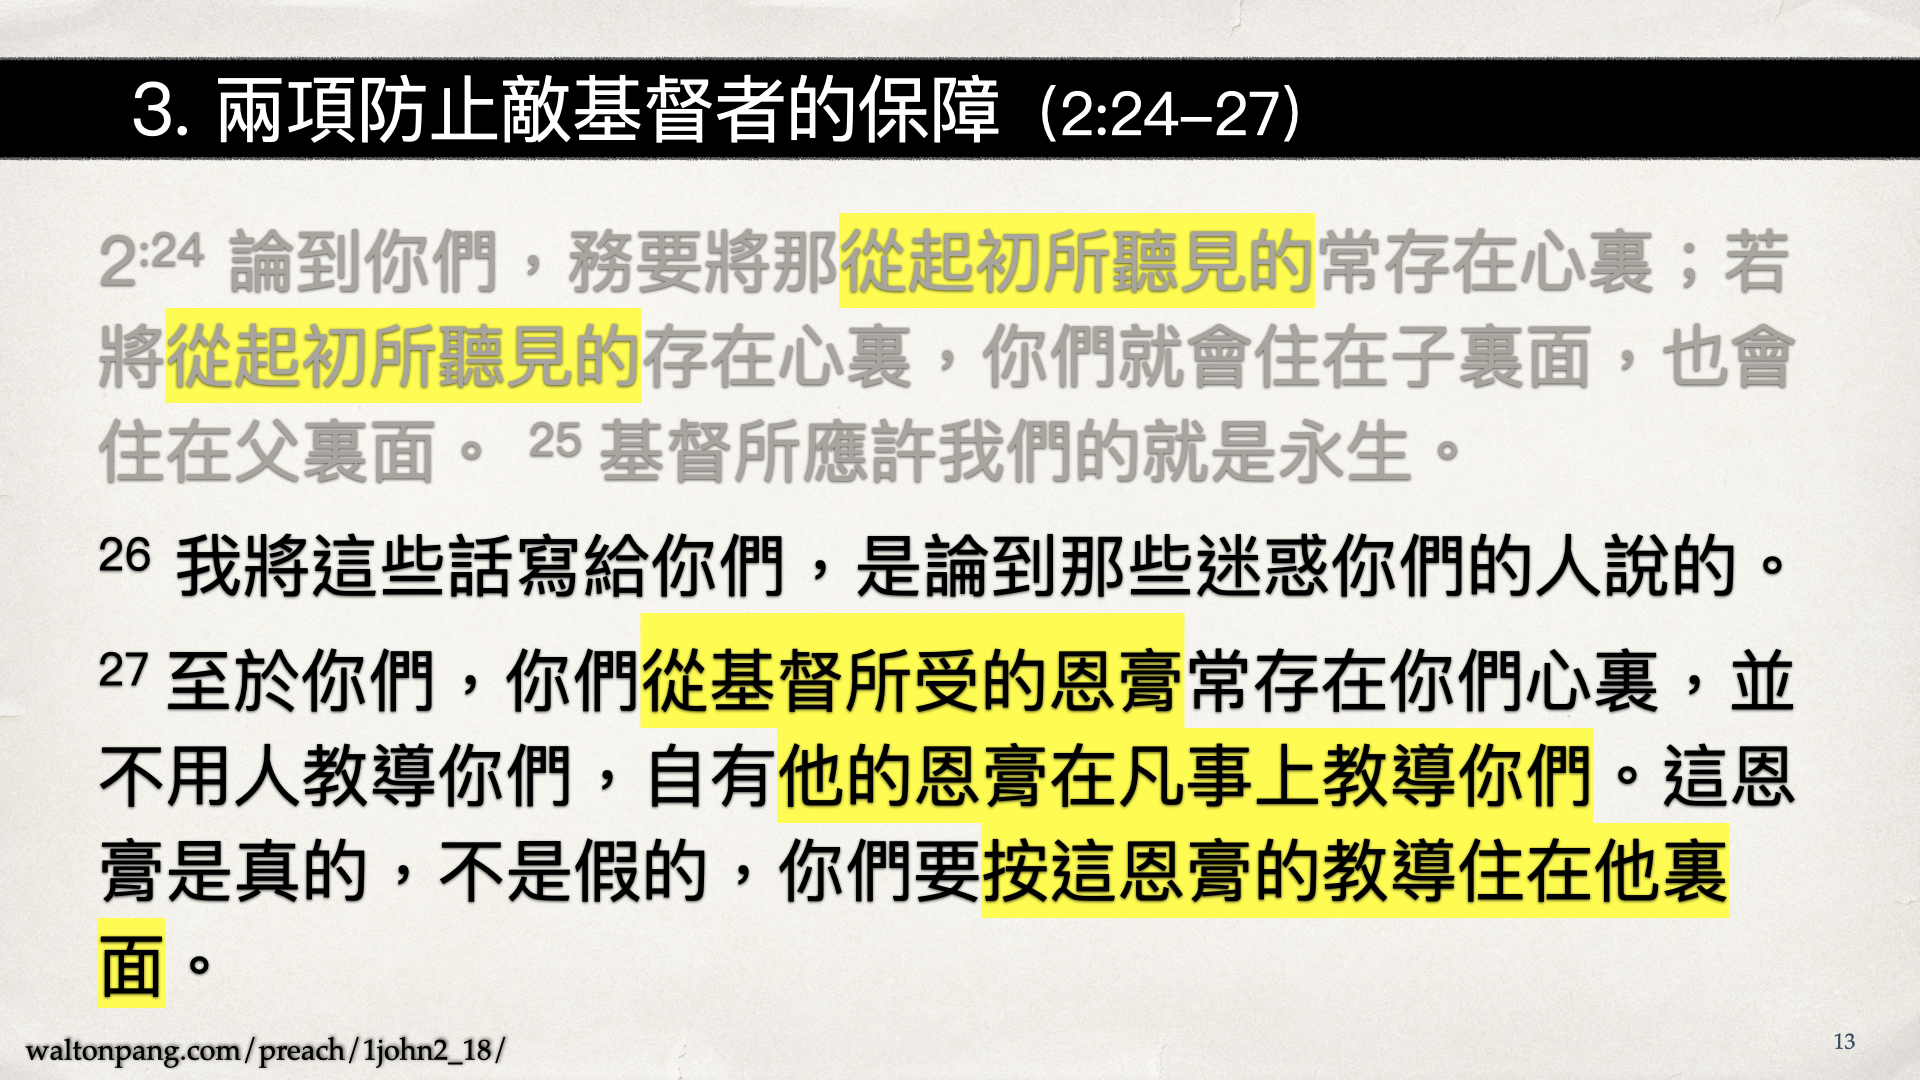 3. 兩項防止敵基督者的保障（2:24–27）
2:24 論到你們，務要將那從起初所聽見的常存在心裏；若
將從起初所聽見的存在心裏，你們就會住在子裏面，也會
住在父裏面。 25 基督所應許我們的就是永生。
26 我將這些話寫給你們，是論到那些迷惑你們的人說的。
27 至於你們，你們從基督所受的恩膏常存在你們心裏，並
不用人教導你們，自有他的恩膏在凡事上教導你們。這恩
膏是真的，不是假的，你們要按這恩膏的教導住在他裏
面。
waltonpang.com/preach/1john2_18/
13